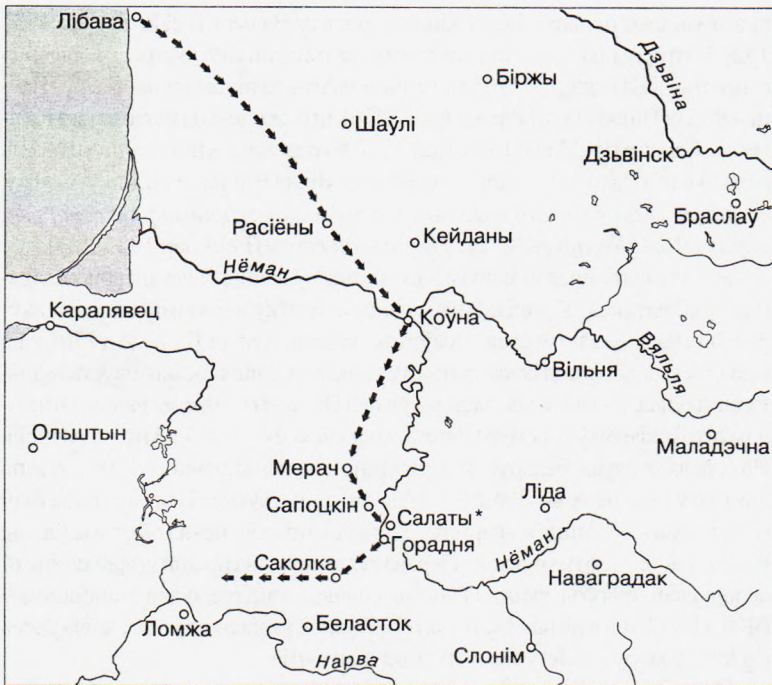 Лібава
Дзьвіна
Біржы
Шаўлі
Дзьвінск
Браслаў
Расіёны
Кейданы
Нёман
Каралявец
Коўна
Вільня
Вяльля
Ольштын
Маладэчна
Мерач
Сапоцкін
Салаты*
Ліда
Горадня
Саколка
Нёман
Наваградак
Ломжа
Беласток
Слонім
Нарва